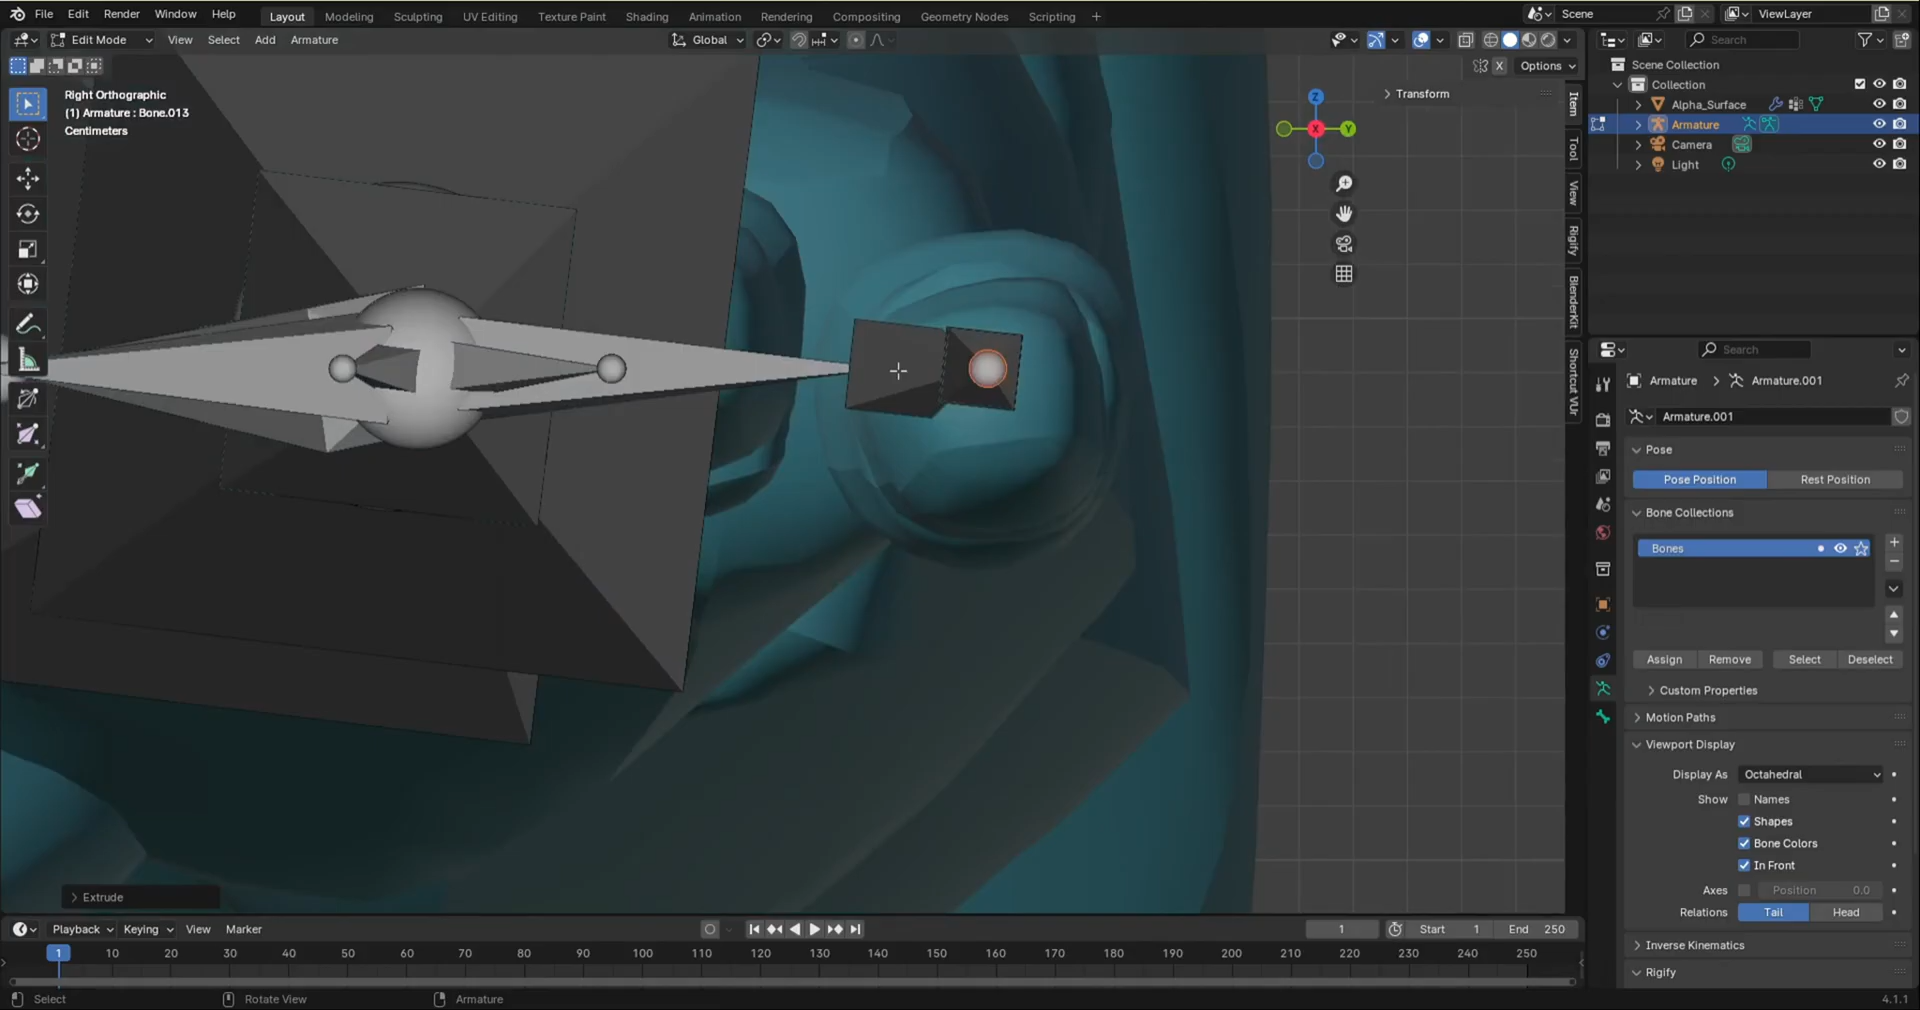 File Edit Render Window Help Layout Modeling Sculpting UV Editing Texture Paint Shading Animation Rendering Compositing Geometry Nodes Scripting + Scene ViewLayer
Edit Mode View Select Add Armature Global Search
X Options
Right Orthographic
(1) Armature : Bone.013
Centimeters
Z
X
Y
Transform
Item
Tool
View
Rigify
BlenderKit
Shortcut VUr
Scene Collection
Collection
Alpha_Surface
Armature
Camera
Light
Search
Armature Armature.001
Armature.001
Pose
Pose Position Rest Position
Bone Collections
Bones
Assign Remove Select Deselect
Custom Properties
Motion Paths
Viewport Display
Display As Octahedral
Show Names
Shapes
Bone Colors
In Front
Axes Position 0.0
Relations Tail Head
Inverse Kinematics
Rigify
Extrude
Playback Keying View Marker 1 Start 1 End 250
1 10 20 30 40 50 60 70 80 90 100 110 120 130 140 150 160 170 180 190 200 210 220 230 240 250
Select Rotate View Armature 4.1.1